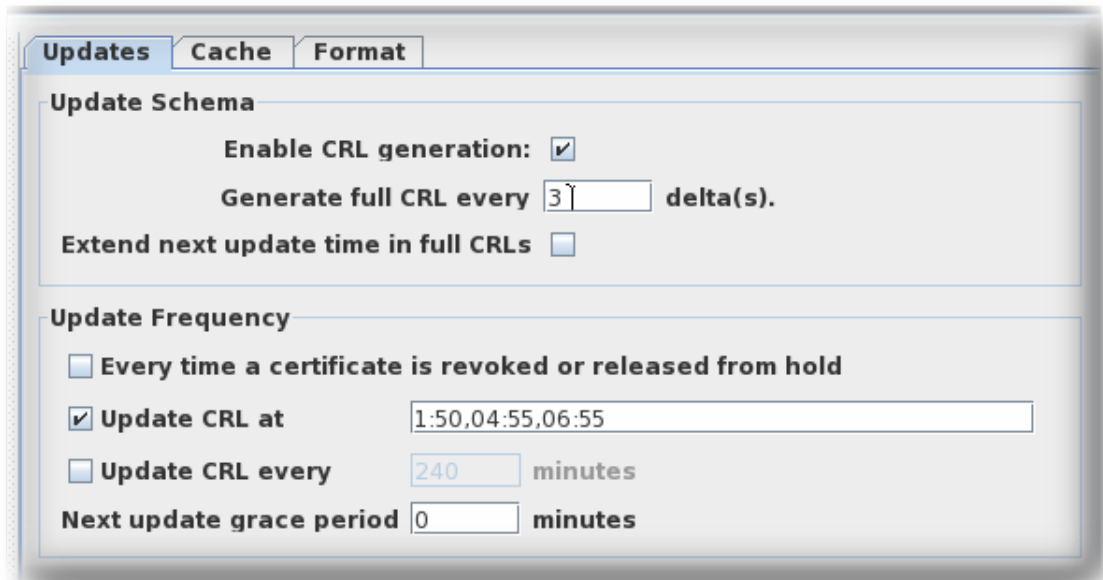 Updates Cache Format
Update Schema
Enable CRL generation:
Generate full CRL every 3 delta(s).
Extend next update time in full CRLs
Update Frequency
Every time a certificate is revoked or released from hold
Update CRL at 1:50,04:55,06:55
Update CRL every 240 minutes
Next update grace period 0 minutes